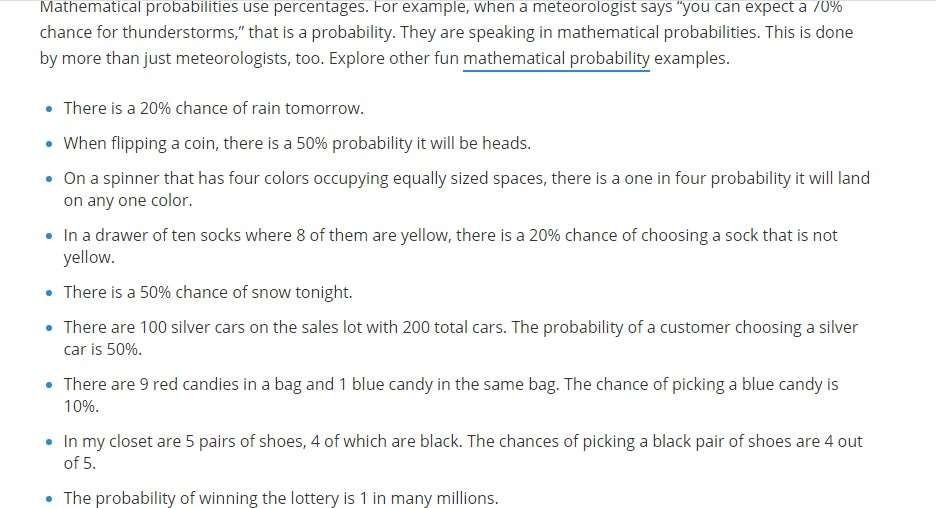 Mathematical probabilities use percentages. For example, when a meteorologist says “you can expect a 70%
chance for thunderstorms,” that is a probability. They are speaking in mathematical probabilities. This is done
by more than just meteorologists, too. Explore other fun mathematical probability examples.
• There is a 20% chance of rain tomorrow.
• When flipping a coin, there is a 50% probability it will be heads.
• On a spinner that has four colors occupying equally sized spaces, there is a one in four probability it will land
on any one color.
• In a drawer of ten socks where 8 of them are yellow, there is a 20% chance of choosing a sock that is not
yellow.
• There is a 50% chance of snow tonight.
• There are 100 silver cars on the sales lot with 200 total cars. The probability of a customer choosing a silver
car is 50%.
• There are 9 red candies in a bag and 1 blue candy in the same bag. The chance of picking a blue candy is
10%.
• In my closet are 5 pairs of shoes, 4 of which are black. The chances of picking a black pair of shoes are 4 out
of 5.
• The probability of winning the lottery is 1 in many millions.